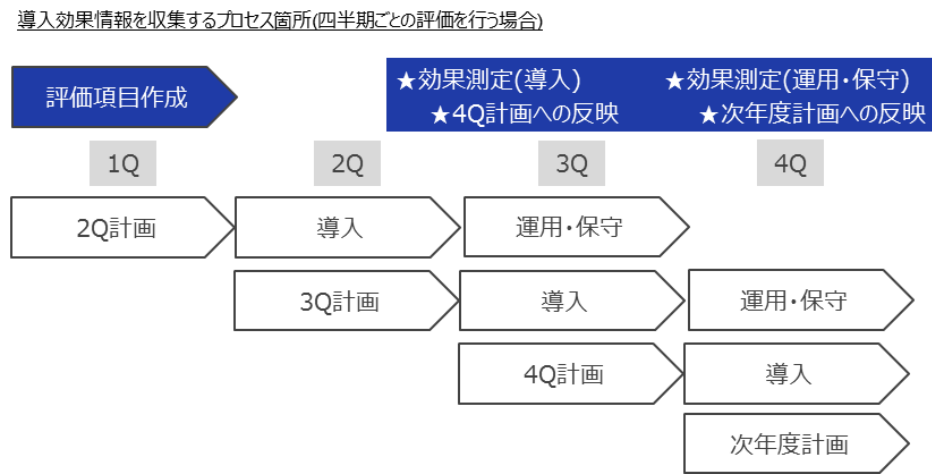 導入効果情報を収集するプロセス箇所(四半期ごとの評価を行う場合)
評価項目作成
★効果測定(導入)
★4Q計画への反映
★効果測定(運用・保守)
★次年度計画への反映
1Q
2Q
3Q
4Q
2Q計画
導入
運用・保守
3Q計画
導入
運用・保守
4Q計画
導入
次年度計画